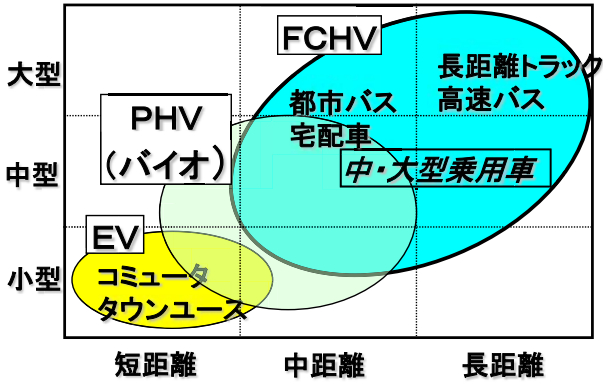 FCHV
大型
長距離トラック
高速バス
都市バス
宅配車
PHV
(バイオ)
中型
中・大型乗用車
EV
小型
コミュータ
タウンユース
短距離
中距離
長距離